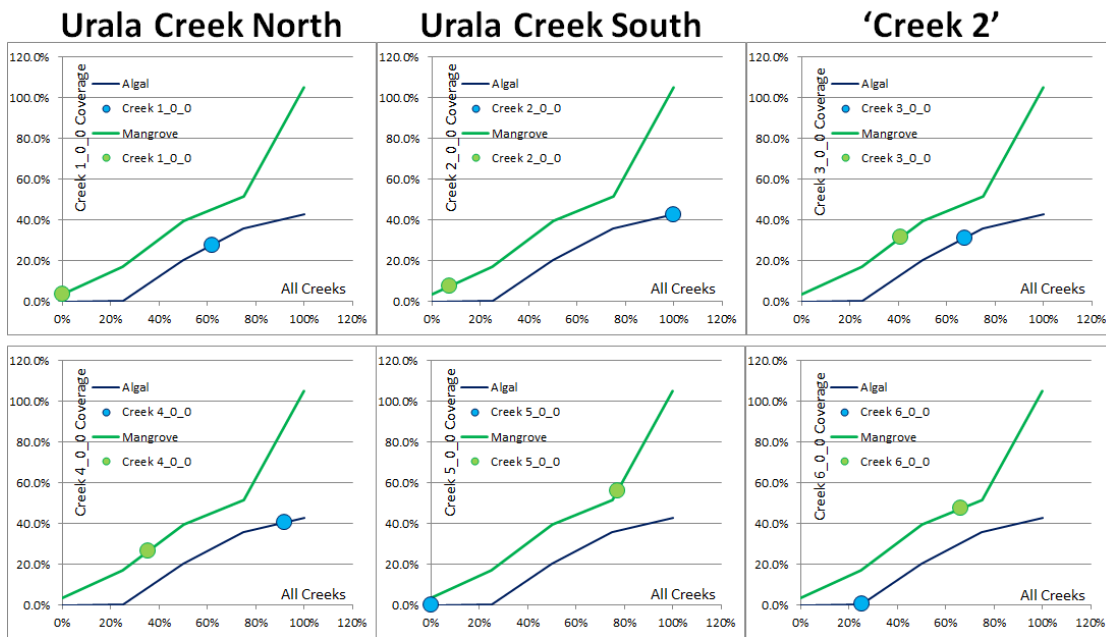 Urala Creek North
Urala Creek South
‘Creek 2’
120.0%
100.0%
80.0%
60.0%
40.0%
20.0%
0.0%
Creek 1_0_0 Coverage
Algal
Creek 1_0_0
Mangrove
Creek 1_0_0
All Creeks
0% 20% 40% 60% 80% 100% 120%
120.0%
100.0%
80.0%
60.0%
40.0%
20.0%
0.0%
Creek 2_0_0 Coverage
Algal
Creek 2_0_0
Mangrove
Creek 2_0_0
All Creeks
0% 20% 40% 60% 80% 100% 120%
120.0%
100.0%
80.0%
60.0%
40.0%
20.0%
0.0%
Creek 3_0_0 Coverage
Algal
Creek 3_0_0
Mangrove
Creek 3_0_0
All Creeks
0% 20% 40% 60% 80% 100% 120%
120.0%
100.0%
80.0%
60.0%
40.0%
20.0%
0.0%
Creek 4_0_0 Coverage
Algal
Creek 4_0_0
Mangrove
Creek 4_0_0
All Creeks
0% 20% 40% 60% 80% 100% 120%
120.0%
100.0%
80.0%
60.0%
40.0%
20.0%
0.0%
Creek 5_0_0 Coverage
Algal
Creek 5_0_0
Mangrove
Creek 5_0_0
All Creeks
0% 20% 40% 60% 80% 100% 120%
120.0%
100.0%
80.0%
60.0%
40.0%
20.0%
0.0%
Creek 6_0_0 Coverage
Algal
Creek 6_0_0
Mangrove
Creek 6_0_0
All Creeks
0% 20% 40% 60% 80% 100% 120%